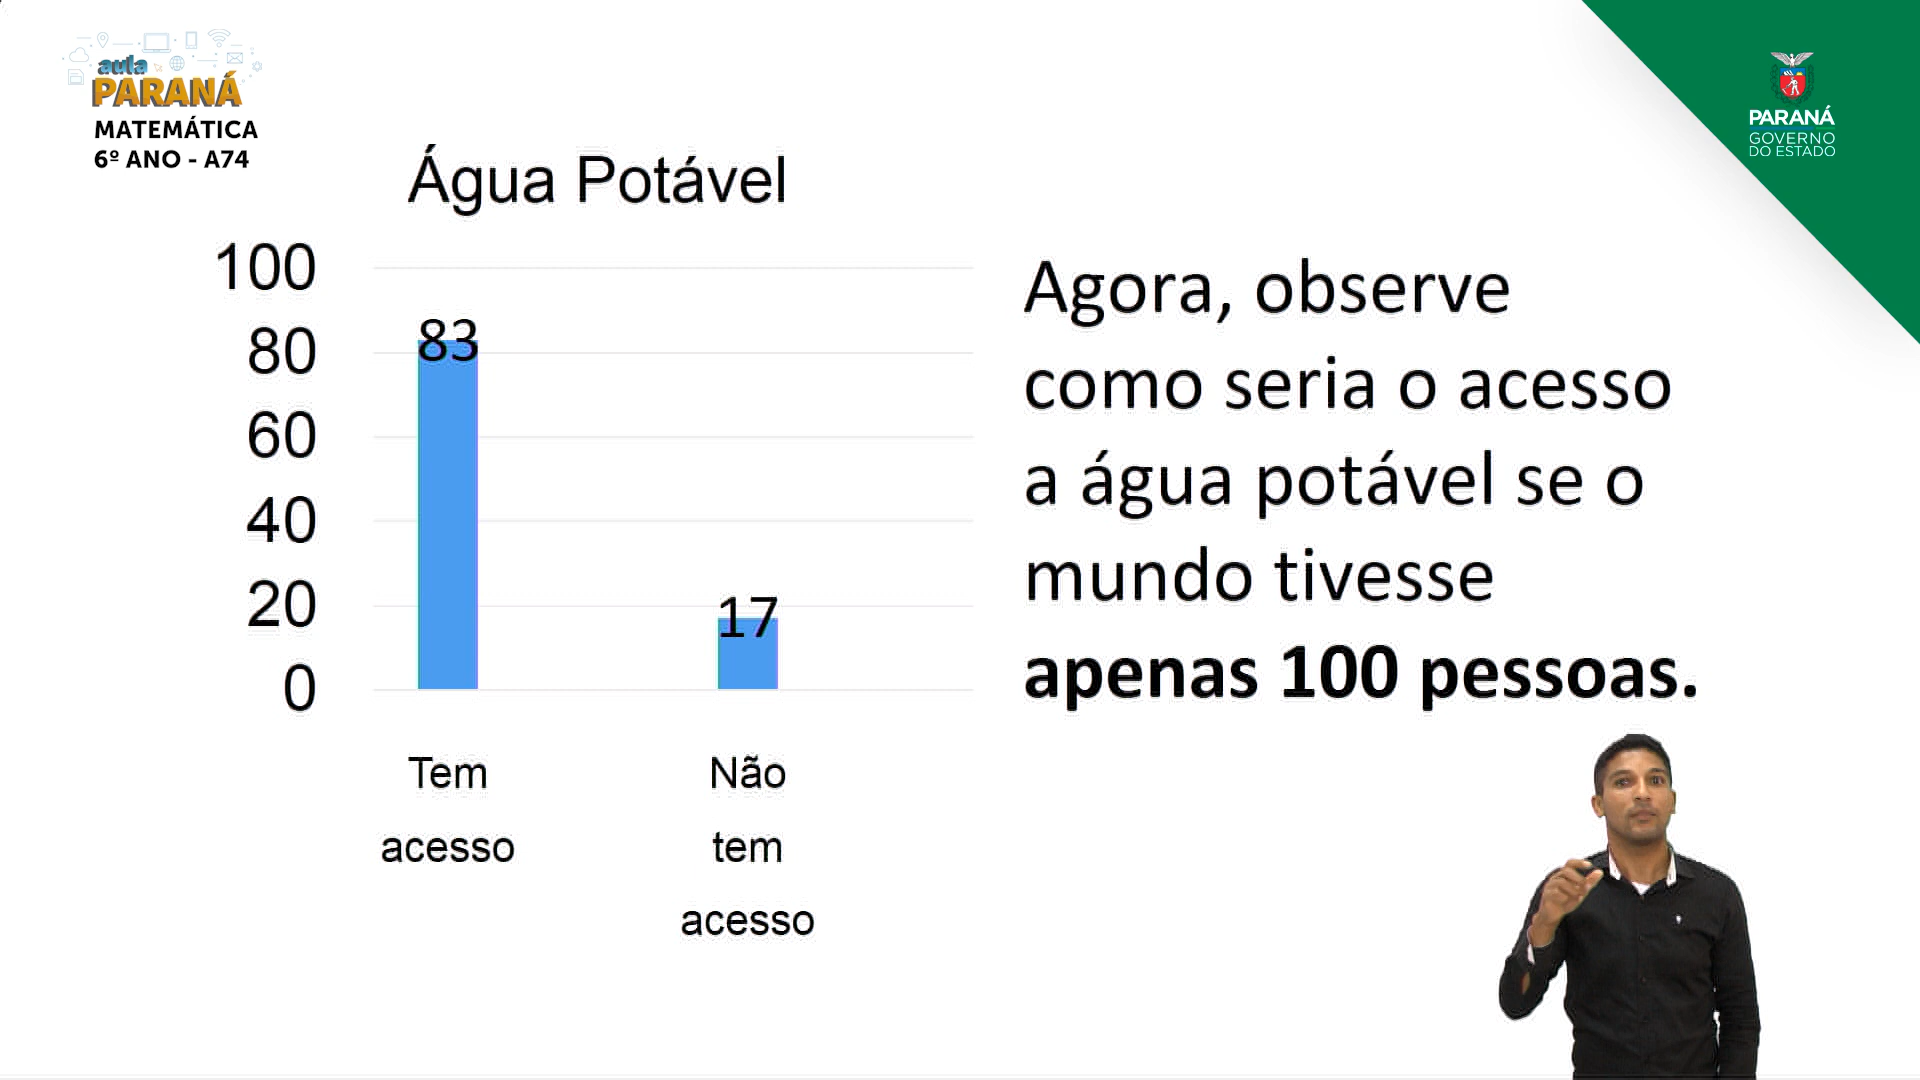 aula
PARANÁ
MATEMÁTICA
6º ANO - A74
PARANÁ
GOVERNO
DO ESTADO
Água Potável
100
80
60
40
20
0
83
17
Tem
acesso
Não
tem
acesso
Agora, observe
como seria o acesso
a água potável se o
mundo tivesse
apenas 100 pessoas.